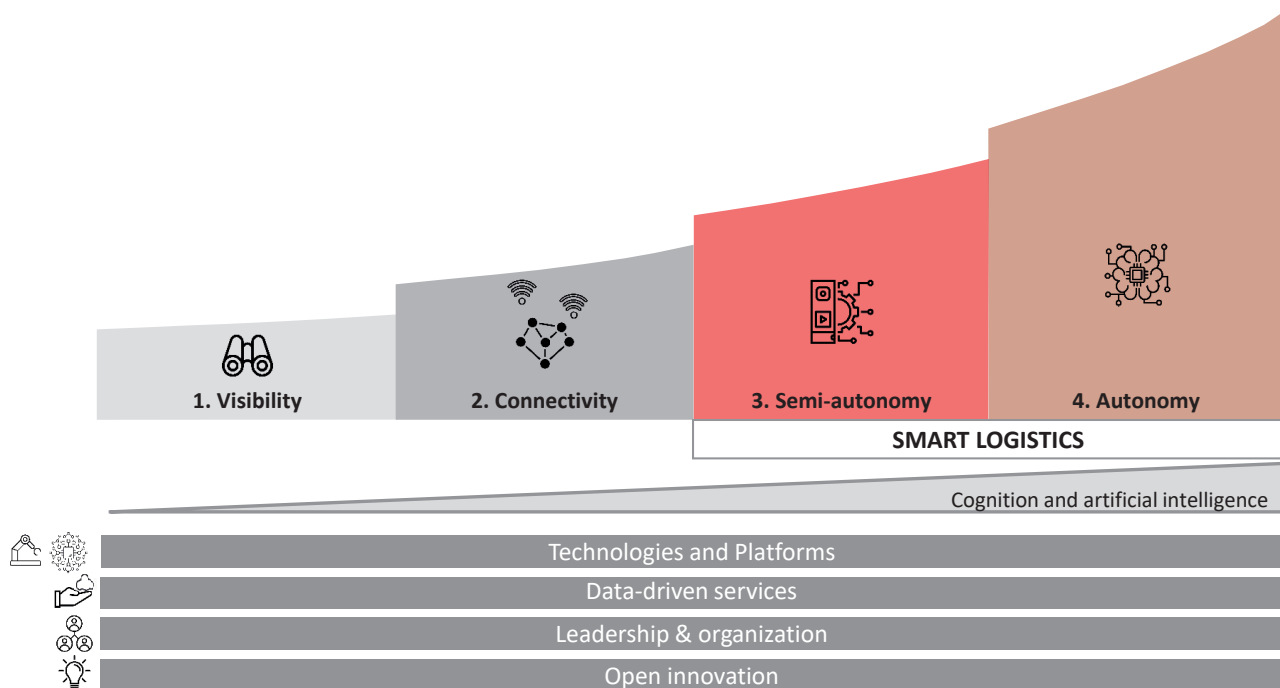 1. Visibility
2. Connectivity
3. Semi-autonomy
4. Autonomy
SMART LOGISTICS
Cognition and artificial intelligence
Technologies and Platforms
Data-driven services
Leadership & organization
Open innovation